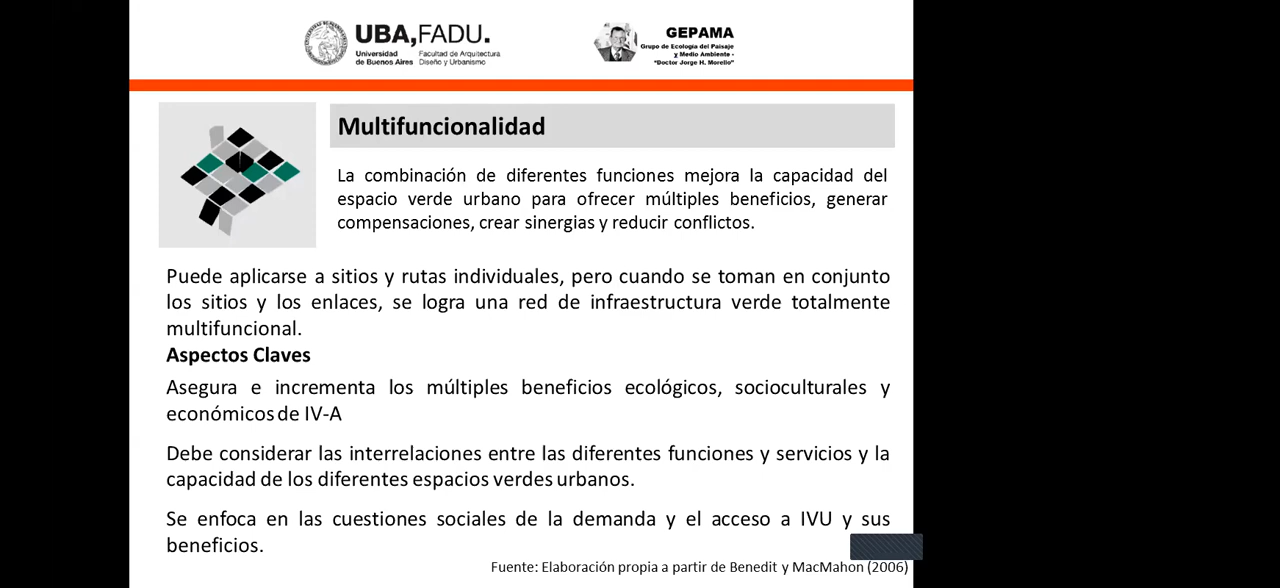 UBA,FADU.
Universidad de Buenos Aires
Facultad de Arquitectura Diseño y Urbanismo
GEPAMA
Grupo de Ecología del Paisaje
y Medio Ambiente -
"Doctor Jorge H. Morello"
Multifuncionalidad
La combinación de diferentes funciones mejora la capacidad del
espacio verde urbano para ofrecer múltiples beneficios, generar
compensaciones, crear sinergias y reducir conflictos.
Puede aplicarse a sitios y rutas individuales, pero cuando se toman en conjunto
los sitios y los enlaces, se logra una red de infraestructura verde totalmente
multifuncional.
Aspectos Claves
Asegura e incrementa los múltiples beneficios ecológicos, socioculturales y
económicos de IV-A
Debe considerar las interrelaciones entre las diferentes funciones y servicios y la
capacidad de los diferentes espacios verdes urbanos.
Se enfoca en las cuestiones sociales de la demanda y el acceso a IVU y sus
beneficios.
Fuente: Elaboración propia a partir de Benedit y MacMahon (2006)